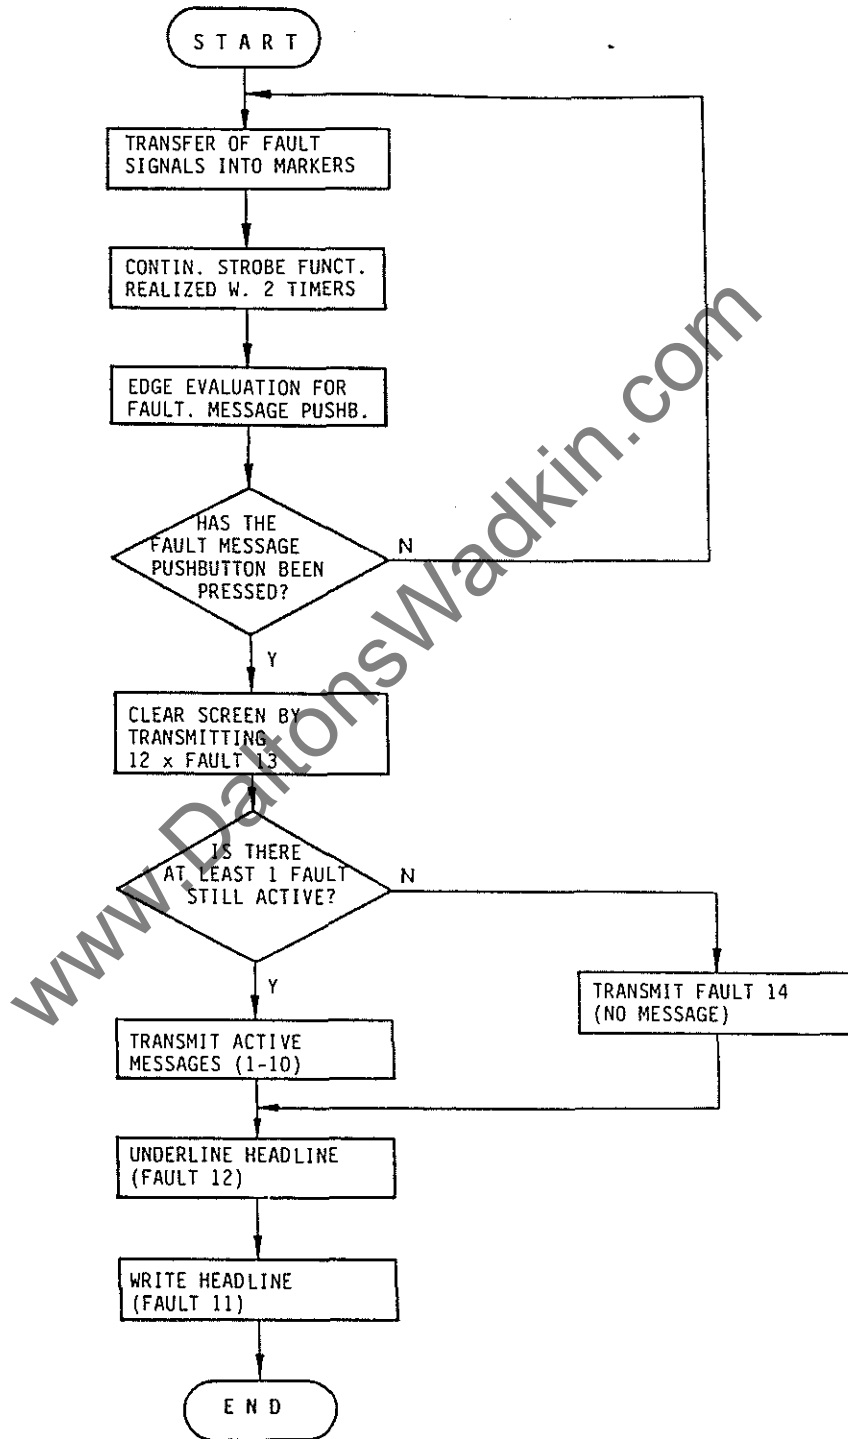 S T A R T
TRANSFER OF FAULT
SIGNALS INTO MARKERS
CONTIN. STROBE FUNCT.
REALIZED W. 2 TIMERS
EDGE EVALUATION FOR
FAULT. MESSAGE PUSHB.
HAS THE
FAULT MESSAGE
PUSHBUTTON BEEN
PRESSED?
N
Y
CLEAR SCREEN BY
TRANSMITTING
12 x FAULT 13
IS THERE
AT LEAST 1 FAULT
STILL ACTIVE?
N
Y
TRANSMIT FAULT 14
(NO MESSAGE)
TRANSMIT ACTIVE
MESSAGES (1-10)
UNDERLINE HEADLINE
(FAULT 12)
WRITE HEADLINE
(FAULT 11)
E N D
www.DaltonsWadkin.com